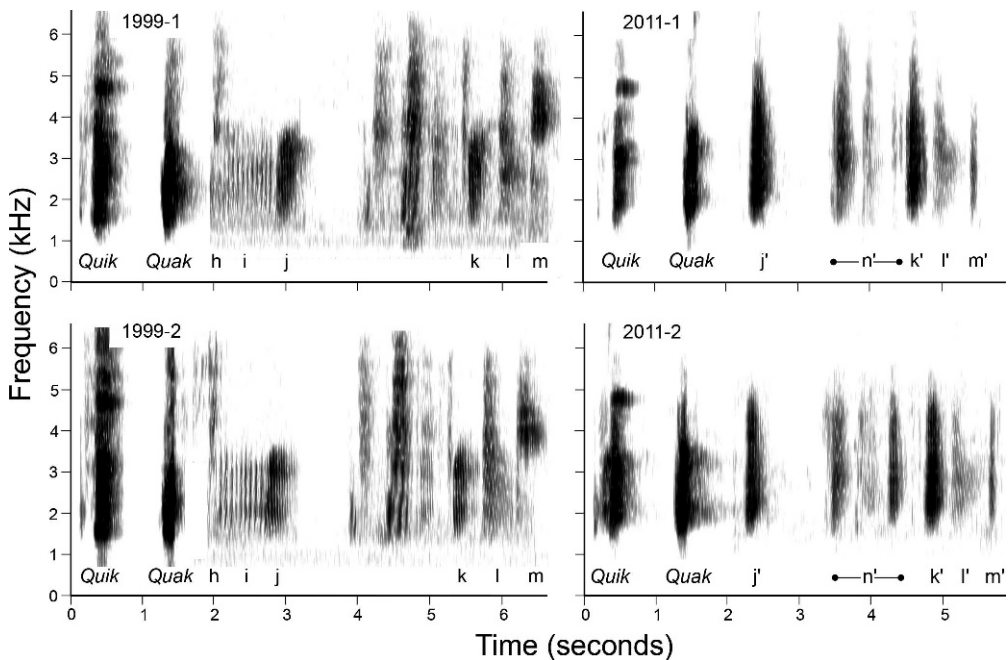 1999-1
2011-1
6
5
4
3
2
1
0
Quik Quak h i j k l m
Quik Quak j' n' k' l' m'
Frequency (kHz)
1999-2
2011-2
6
5
4
3
2
1
0
Quik Quak h i j k l m
Quik Quak j' n' k' l' m'
0 1 2 3 4 5 6
0 1 2 3 4 5
Time (seconds)